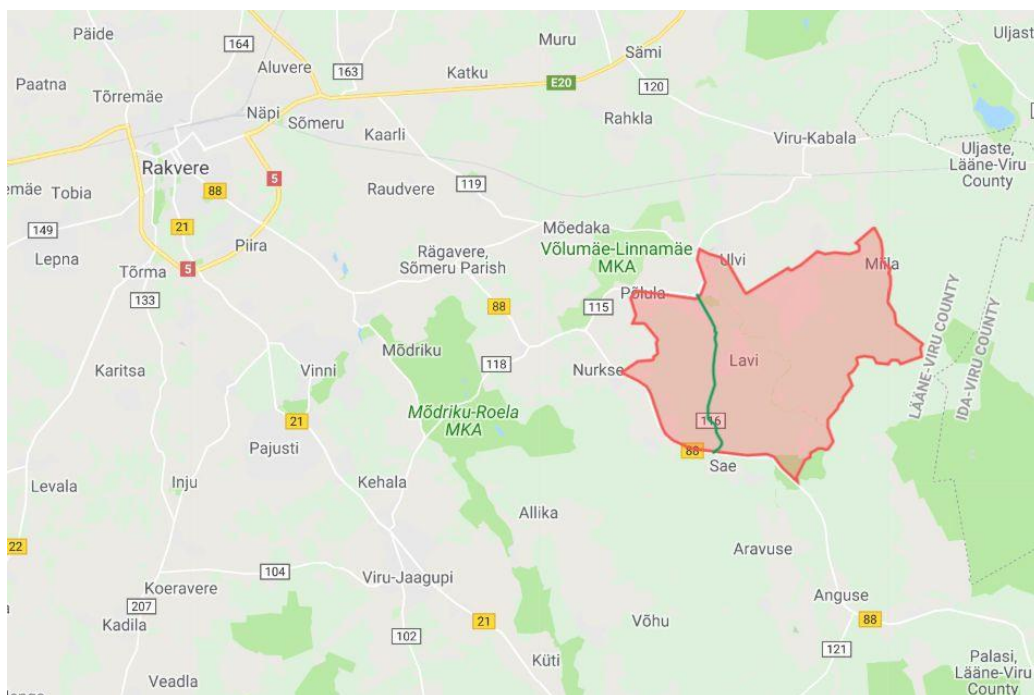 Päide
164
Muru
Sämi
Uljaste
Paatna
Aluvere
163
Katku
E20
120
Tõrremäe
Näpi
Sõmeru
Kaarli
Rahkla
Viru-Kabala
Uljaste,
Lääne-Viru
County
Rakvere
5
119
Raudvere
88
Tobia
149
21
Mõedaka
Lepna
Piira
Rägavere,
Sõmeru Parish
Võlumäe-Linnamäe
MKA
Ulvi
Miila
Tõrma
5
133
Põlula
88
115
LÄÄNE-VIRU COUNTY
IDA-VIRU COUNTY
Mõdriku
118
Nurkse
Lavi
Karitsa
Vinni
Mõdriku-Roela
MKA
116
21
Pajusti
88
Sae
Levala
Inju
Kehala
Allika
22
Aravuse
104
Koeravere
Viru-Jaagupi
Anguse
207
Kadila
21
Võhu
88
102
121
Küti
Palasi,
Lääne-Viru
County
Veadla